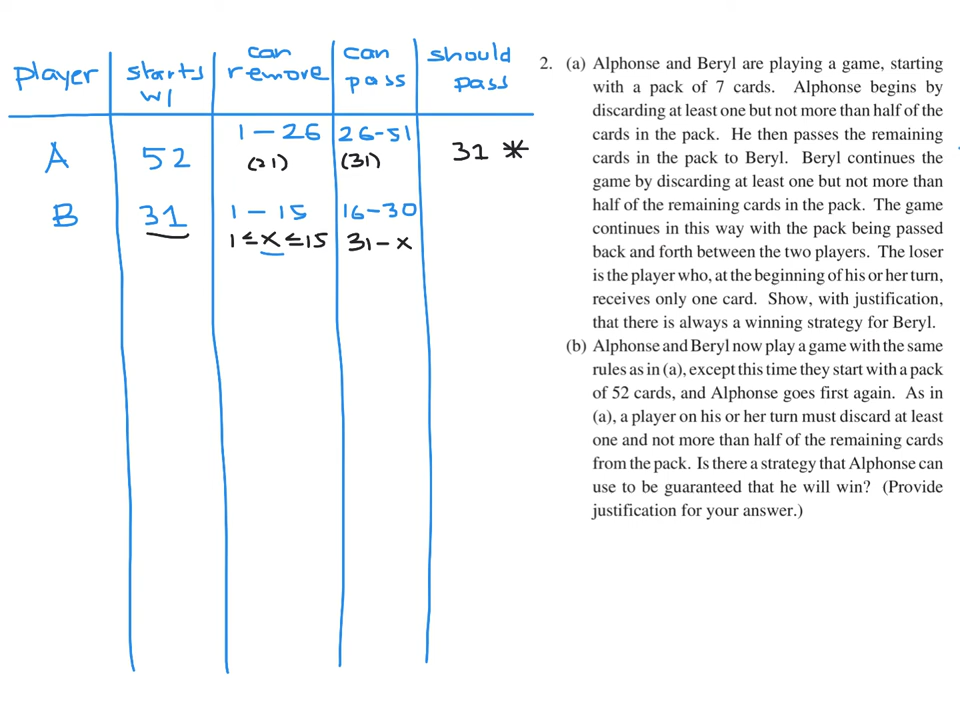 player
starts w/
can remove
can pass
should pass
A
52
1 - 26
(21)
26-51
(31)
31 *
B
31
1 - 15
1 ≤ x ≤ 15
16-30
31 - x
2. (a) Alphonse and Beryl are playing a game, starting
with a pack of 7 cards. Alphonse begins by
discarding at least one but not more than half of the
cards in the pack. He then passes the remaining
cards in the pack to Beryl. Beryl continues the
game by discarding at least one but not more than
half of the remaining cards in the pack. The game
continues in this way with the pack being passed
back and forth between the two players. The loser
is the player who, at the beginning of his or her turn,
receives only one card. Show, with justification,
that there is always a winning strategy for Beryl.
(b) Alphonse and Beryl now play a game with the same
rules as in (a), except this time they start with a pack
of 52 cards, and Alphonse goes first again. As in
(a), a player on his or her turn must discard at least
one and not more than half of the remaining cards
from the pack. Is there a strategy that Alphonse can
use to be guaranteed that he will win? (Provide
justification for your answer.)